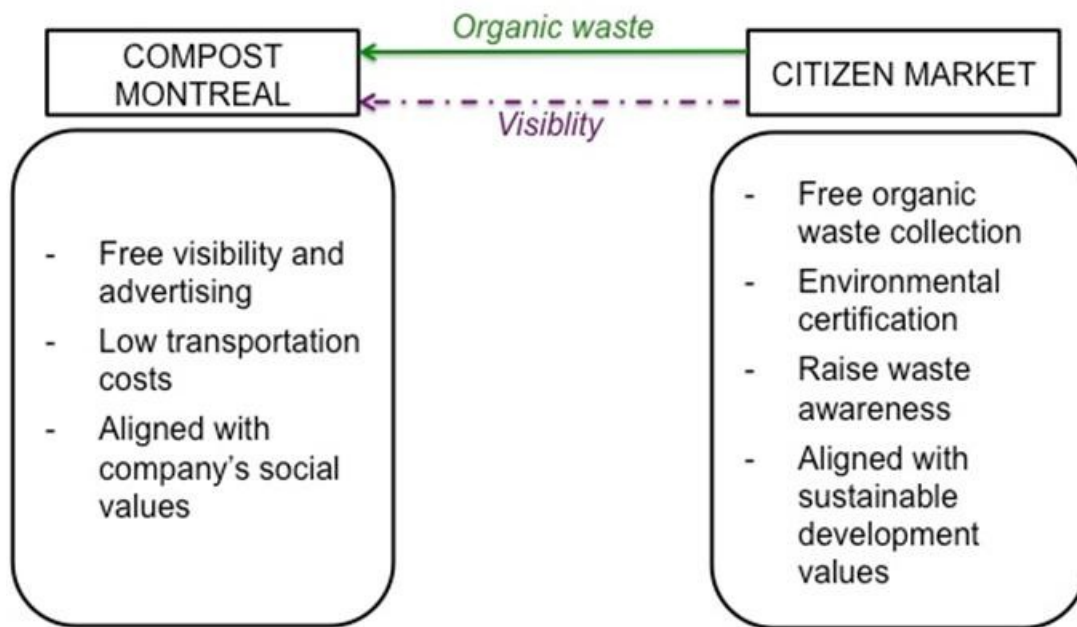 Organic waste
COMPOST
MONTREAL
CITIZEN MARKET
Visiblity
- Free visibility and
advertising
- Low transportation
costs
- Aligned with
company's social
values
- Free organic
waste collection
- Environmental
certification
- Raise waste
awareness
- Aligned with
sustainable
development
values